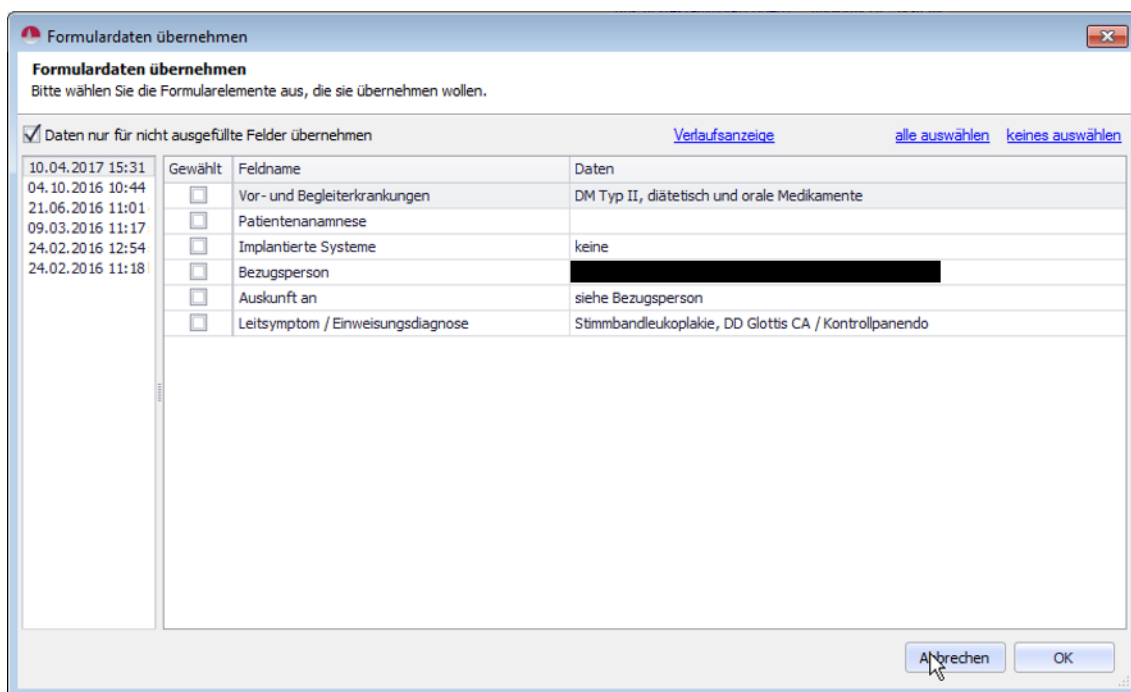 Formulardaten übernehmen
Formulardaten übernehmen
Bitte wählen Sie die Formularelemente aus, die sie übernehmen wollen.
Daten nur für nicht ausgefüllte Felder übernehmen Verlaufsanzeige alle auswählen keines auswählen
10.04.2017 15:31
04.10.2016 10:44
21.06.2016 11:01
09.03.2016 11:17
24.02.2016 12:54
24.02.2016 11:18
Gewählt Feldname Daten
Vor- und Begleiterkrankungen DM Typ II, diätetisch und orale Medikamente
Patientenanamnese
Implantierte Systeme keine
Bezugsperson
Auskunft an siehe Bezugsperson
Leitsymptom / Einweisungsdiagnose Stimmbandleukoplakie, DD Glottis CA / Kontrollpanendo
Abbrechen OK